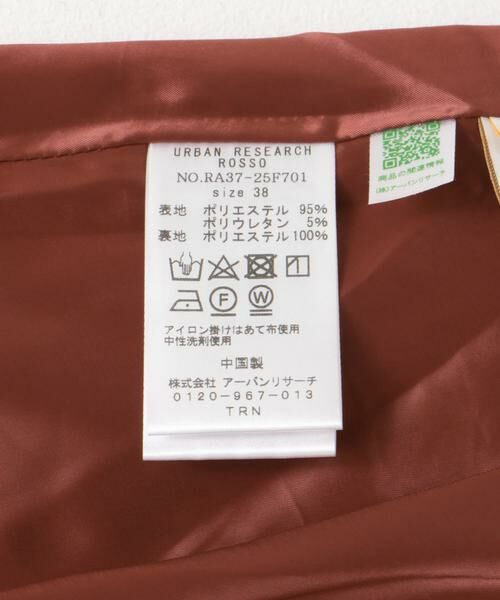 URBAN RESEARCH
ROSSO
NO.RA37-25F701
size 38
表地 ポリエステル 95%
ポリウレタン 5%
裏地 ポリエステル100%
F
W
アイロン掛けはあて布使用
中性洗剤使用
中国製
株式会社 アーバンリサーチ
0120-967-013
TRN
商品の関連情報
(株)アーバンリサーチ